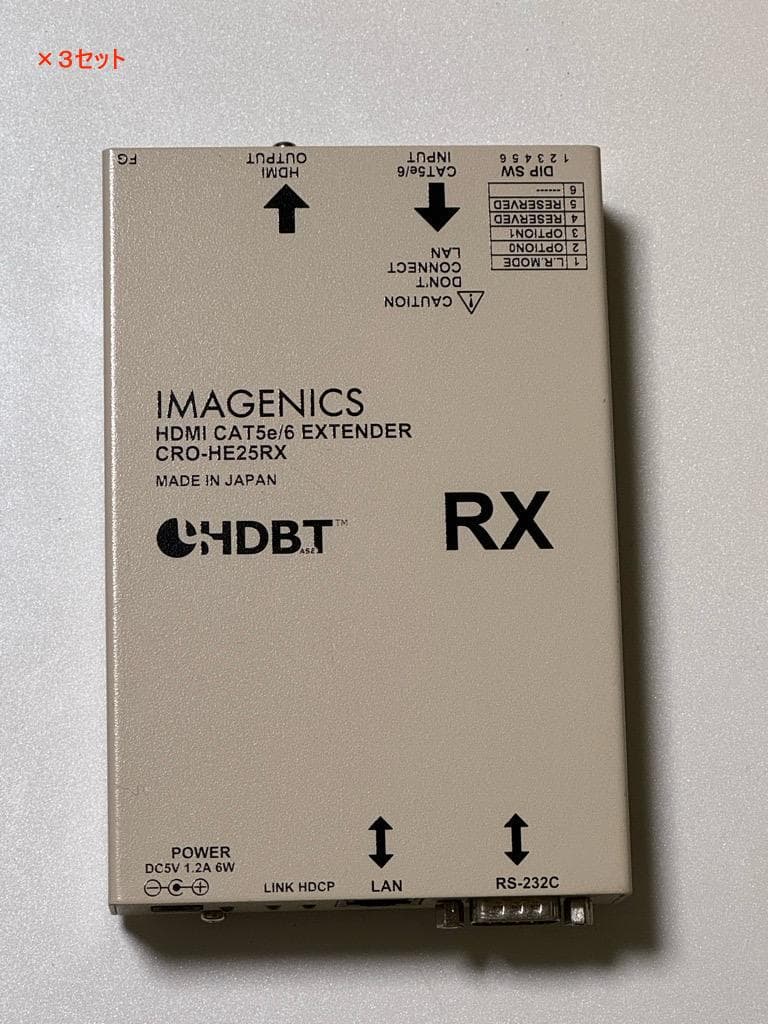 ×3セット
FG
HDMI
OUTPUT
CAT5e/6
INPUT
DIP SW
1 2 3 4 5 6
1 L.R.MODE
2 OPTION0
3 OPTION1
4 RESERVED
5 RESERVED
6 ------
CAUTION
DON'T
CONNECT
LAN
IMAGENICS
HDMI CAT5e/6 EXTENDER
CRO-HE25RX
MADE IN JAPAN
HDBT™
ASE
RX
POWER
DC5V 1.2A 6W
LINK HDCP
LAN
RS-232C